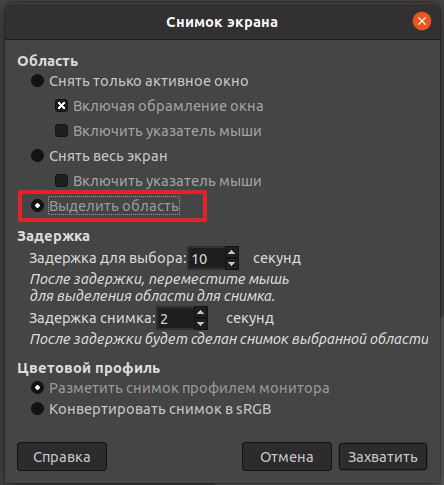 Снимок экрана
Область
Снять только активное окно
Включая обрамление окна
Включить указатель мыши
Снять весь экран
Включить указатель мыши
Выделить область
Задержка
Задержка для выбора: 10 секунд
После задержки, переместите мышь
для выделения области для снимка.
Задержка снимка: 2 секунд
После задержки будет сделан снимок выбранной области
Цветовой профиль
Разметить снимок профилем монитора
Конвертировать снимок в sRGB
Справка Отмена Захватить